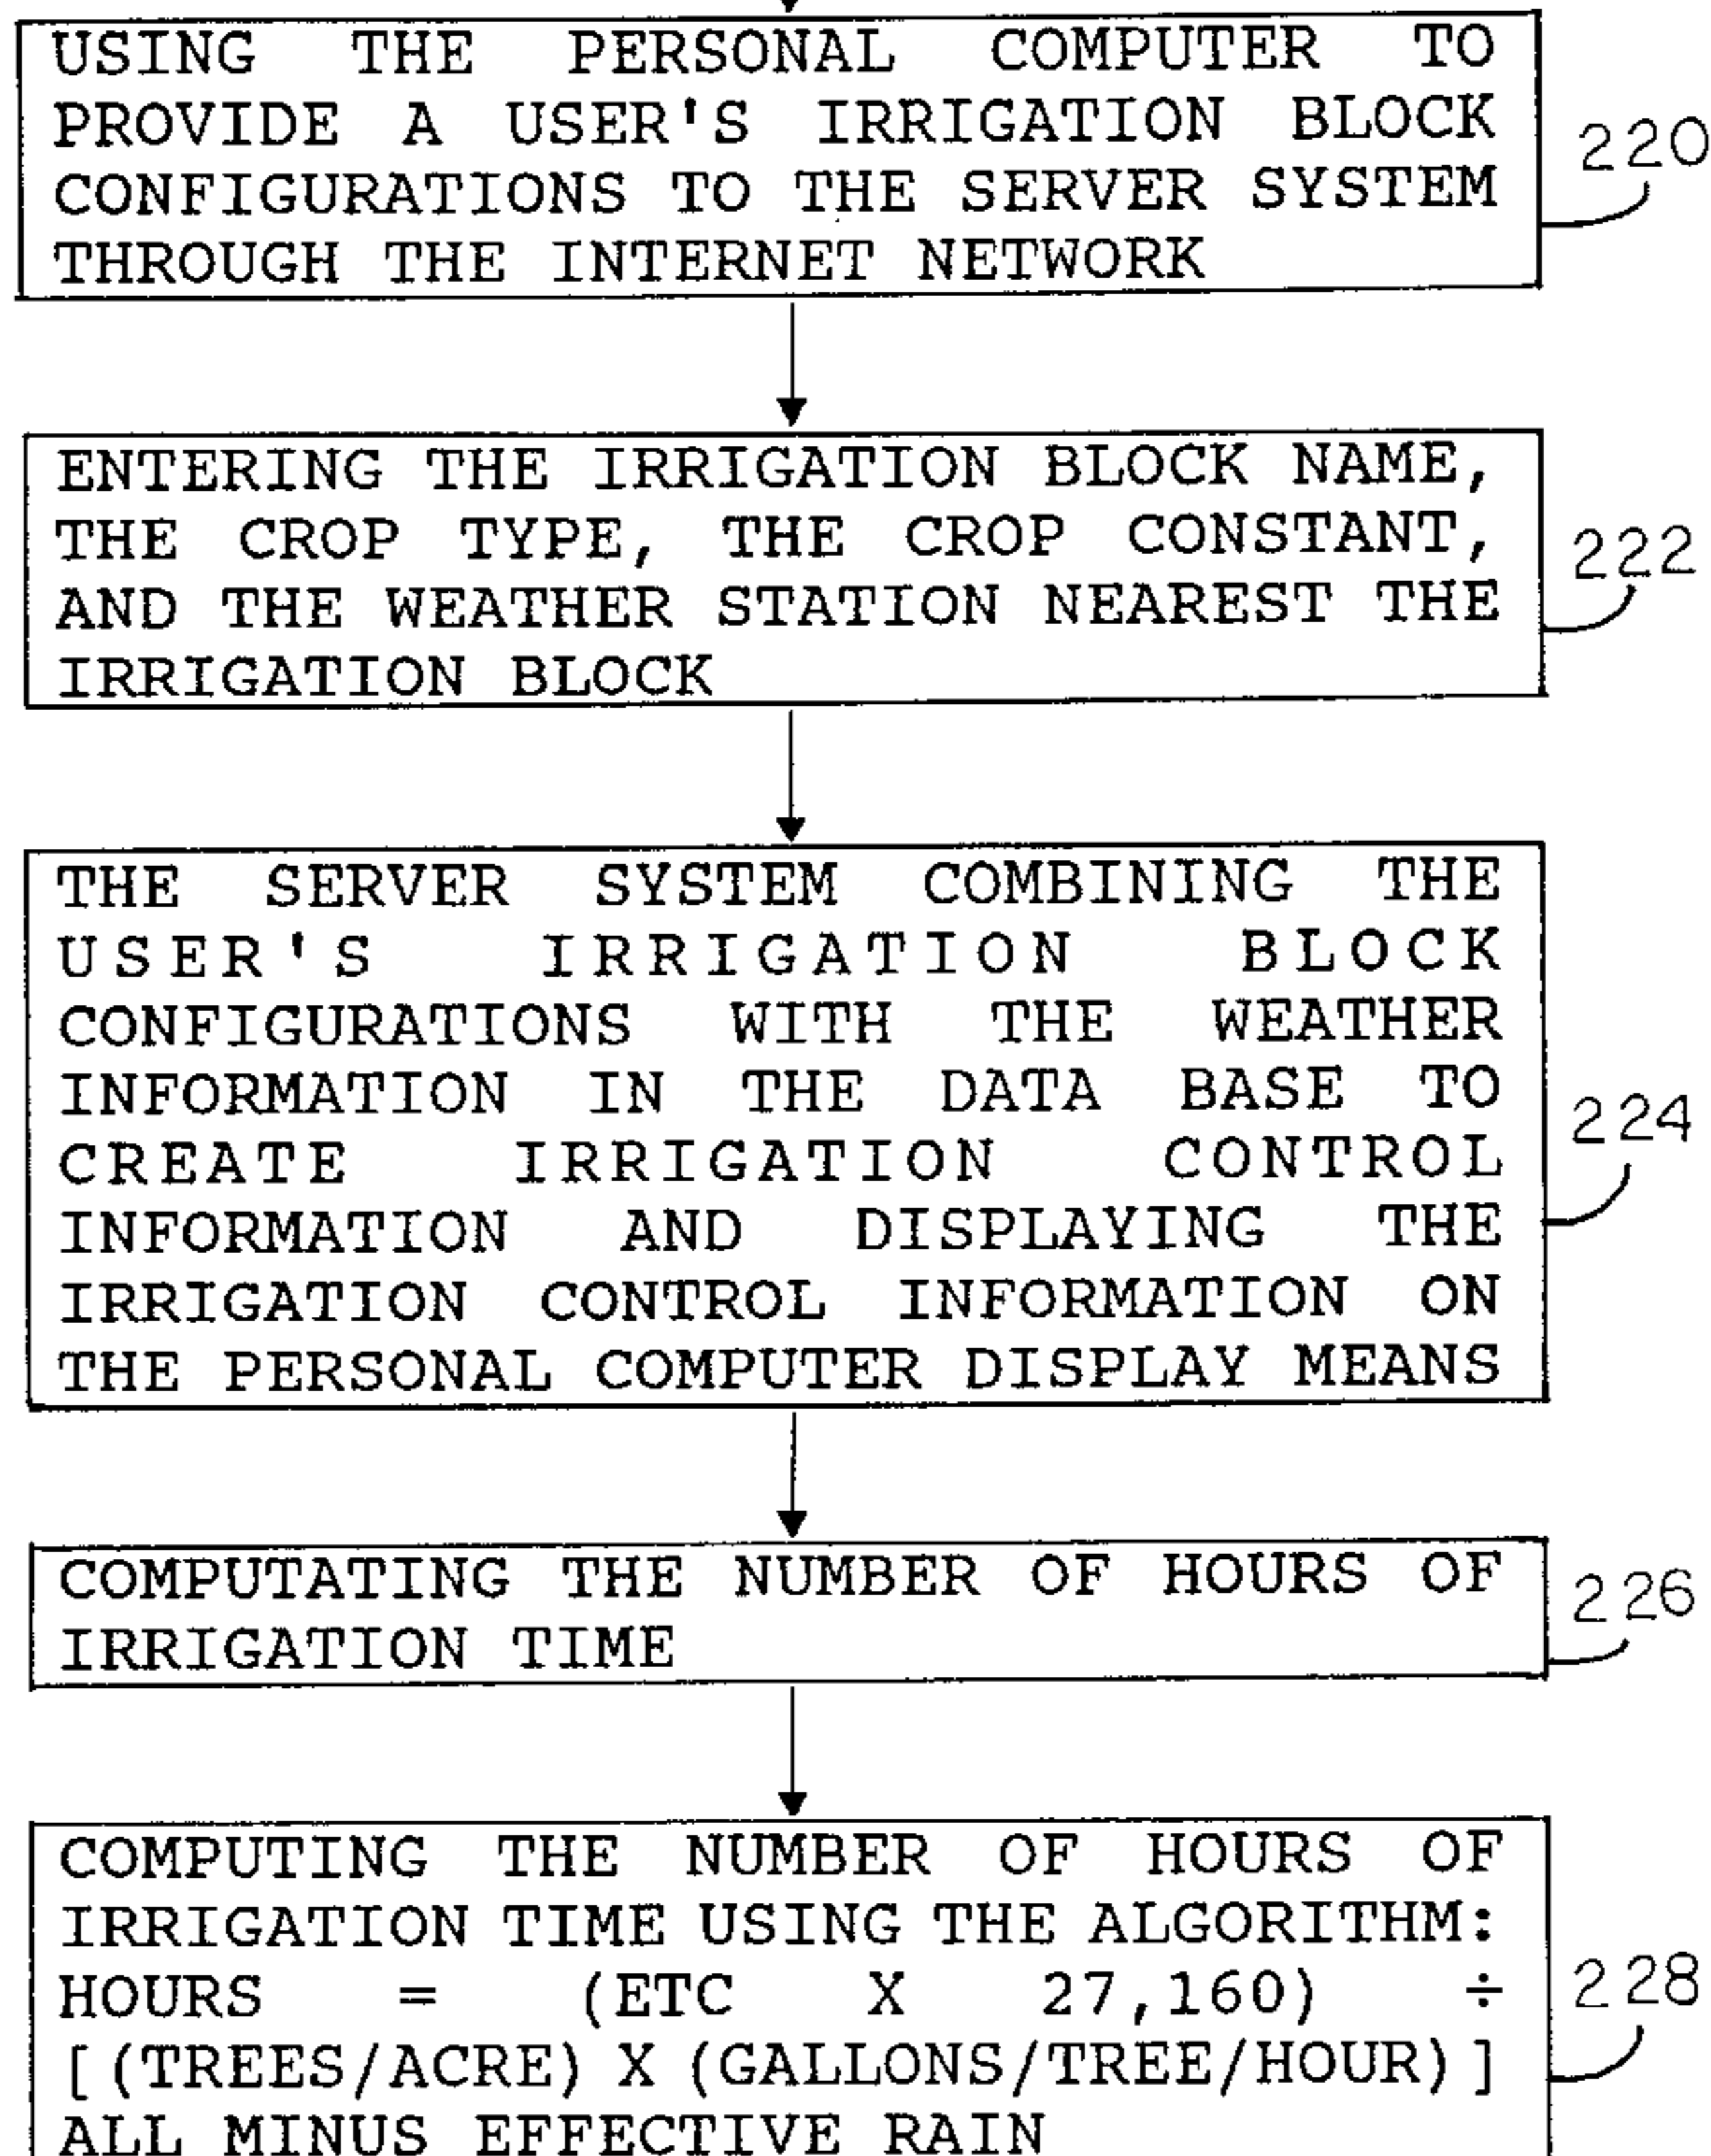 USING THE PERSONAL COMPUTER TO
PROVIDE A USER'S IRRIGATION BLOCK
CONFIGURATIONS TO THE SERVER SYSTEM
THROUGH THE INTERNET NETWORK
220
ENTERING THE IRRIGATION BLOCK NAME,
THE CROP TYPE, THE CROP CONSTANT,
AND THE WEATHER STATION NEAREST THE
IRRIGATION BLOCK
222
THE SERVER SYSTEM COMBINING THE
USER'S IRRIGATION BLOCK
CONFIGURATIONS WITH THE WEATHER
INFORMATION IN THE DATA BASE TO
CREATE IRRIGATION CONTROL
INFORMATION AND DISPLAYING THE
IRRIGATION CONTROL INFORMATION ON
THE PERSONAL COMPUTER DISPLAY MEANS
224
COMPUTATING THE NUMBER OF HOURS OF
IRRIGATION TIME
226
COMPUTING THE NUMBER OF HOURS OF
IRRIGATION TIME USING THE ALGORITHM:
HOURS = (ETC X 27,160) ÷
[(TREES/ACRE) X (GALLONS/TREE/HOUR)]
ALL MINUS EFFECTIVE RAIN
228